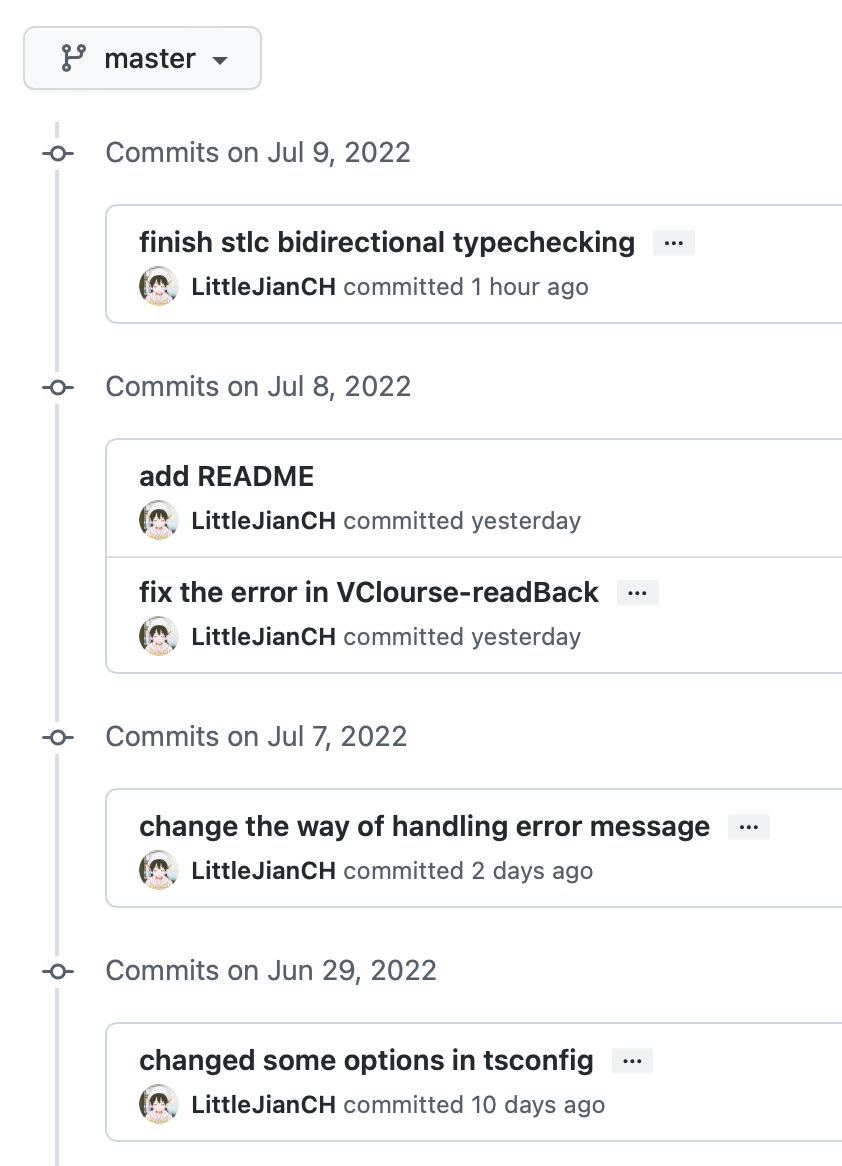 master
Commits on Jul 9, 2022
finish stlc bidirectional typechecking ...
LittleJianCH committed 1 hour ago
Commits on Jul 8, 2022
add README
LittleJianCH committed yesterday
fix the error in VClourse-readBack ...
LittleJianCH committed yesterday
Commits on Jul 7, 2022
change the way of handling error message ...
LittleJianCH committed 2 days ago
Commits on Jun 29, 2022
changed some options in tsconfig ...
LittleJianCH committed 10 days ago